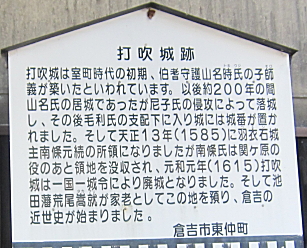 打吹城跡
打吹城は室町時代の初期、伯耆守護山名時氏の子師
義が築いたといわれています。以後約200年の間
山名氏の居城であったが尼子氏の侵攻によって落城
し、その後毛利氏の支配下に入り城には城番が置か
れました。そして天正13年(1585)に羽衣石城
主南條元続の所領になりましたが南條氏は関ヶ原の
役のあと領地を没収され、元和元年(1615)打吹
城は一国一城令により廃城となりました。そして池
田藩荒尾嵩就が家老としてこの地を預り、倉吉の
近世史が始まりました。
倉吉市東仲町